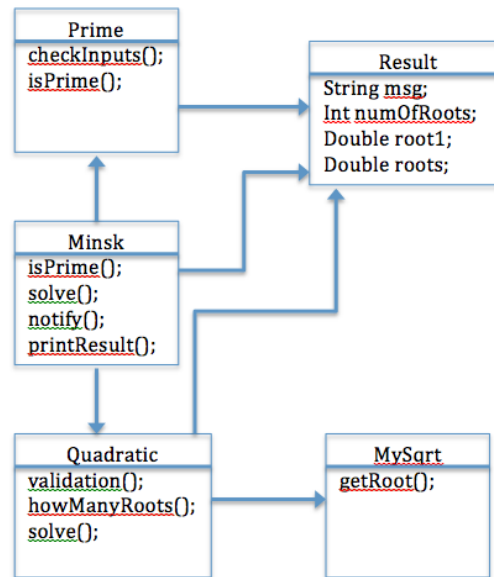 Prime
checkInputs();
isPrime();
Result
String msg;
Int numOfRoots;
Double root1;
Double roots;
Minsk
isPrime();
solve();
notify();
printResult();
Quadratic
validation();
howManyRoots();
solve();
MySqrt
getRoot();